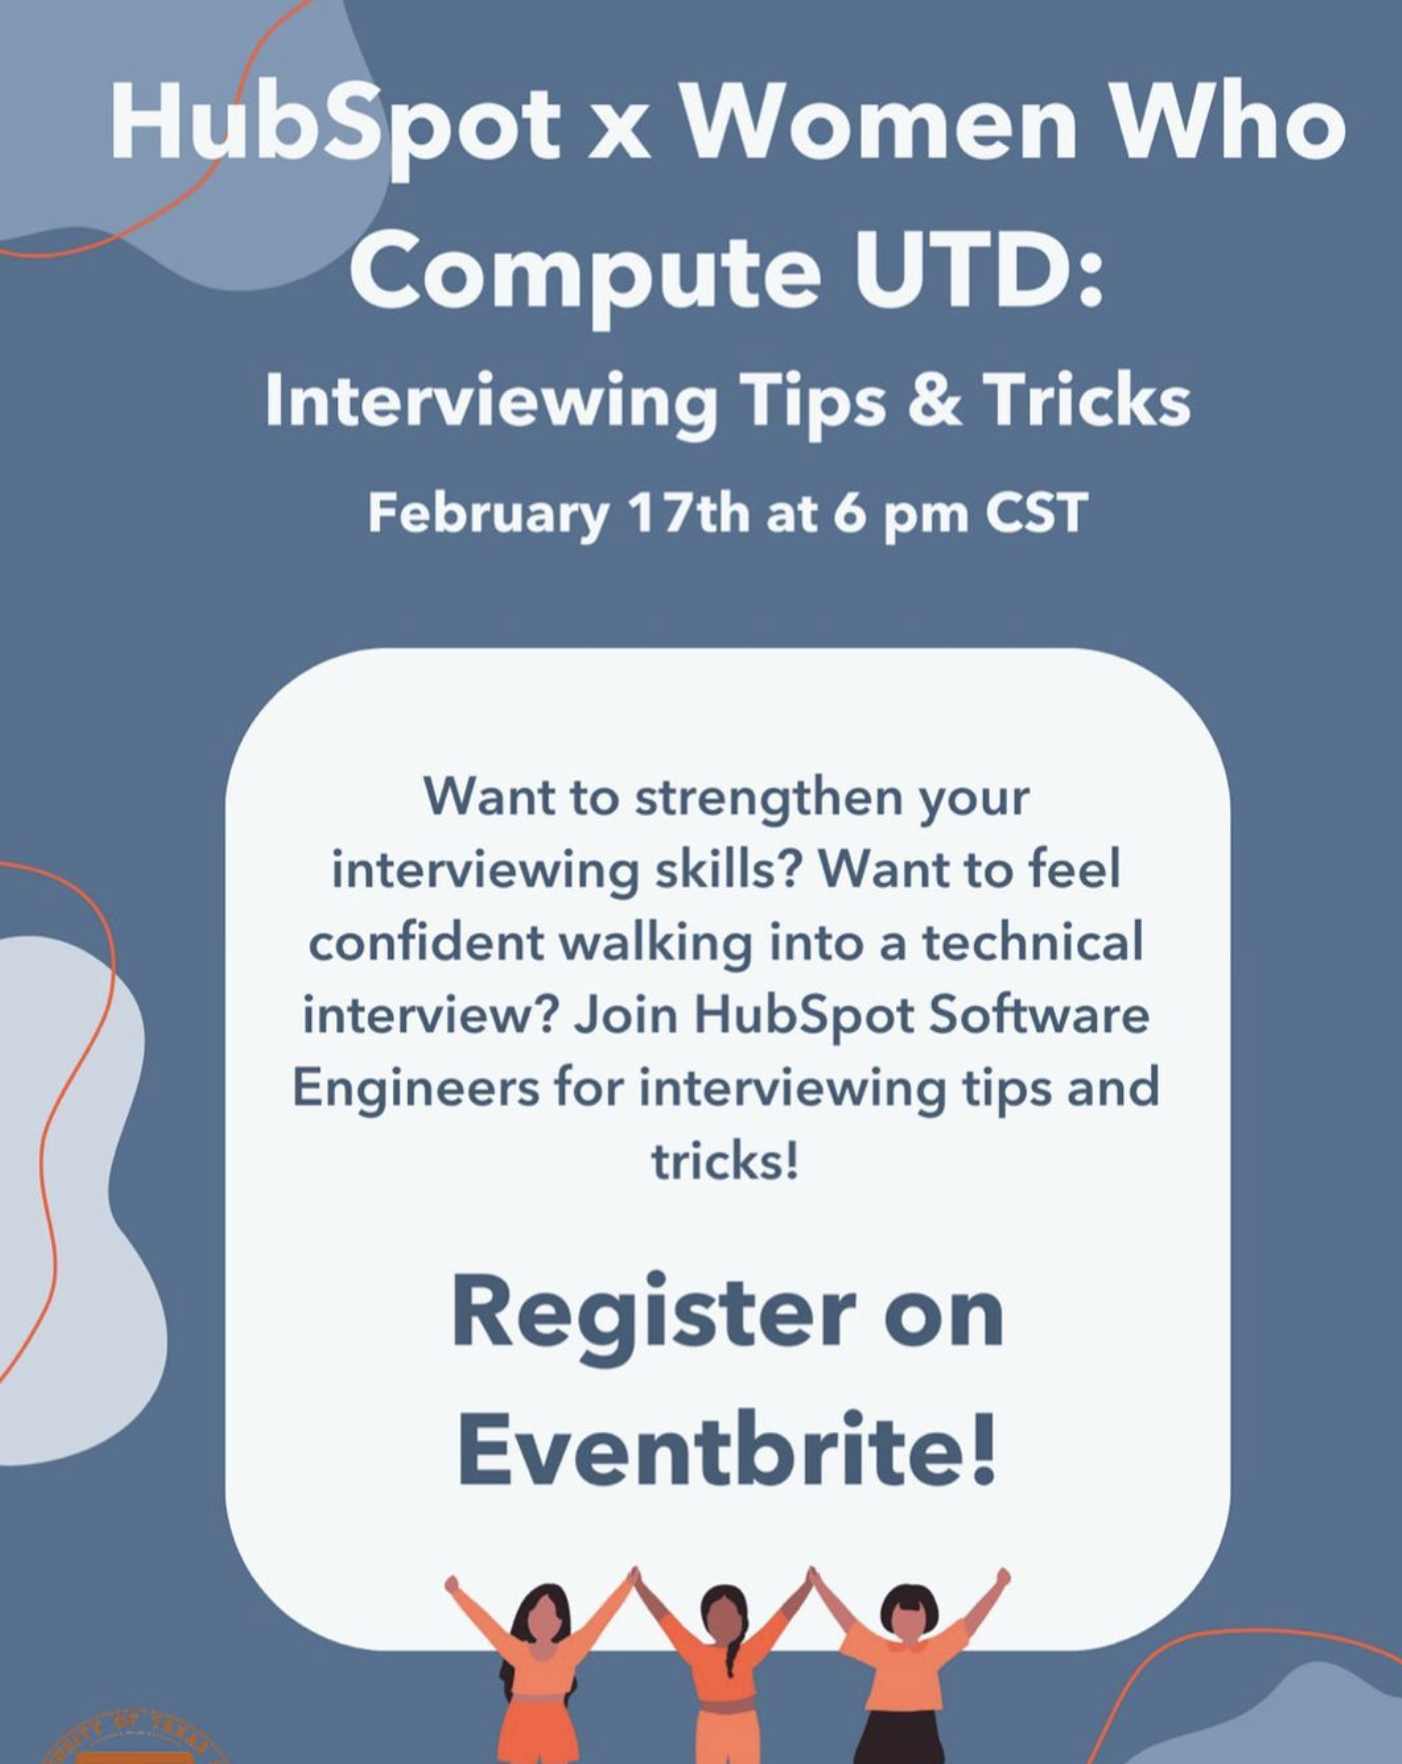 HubSpot x Women Who
Compute UTD:
Interviewing Tips & Tricks
February 17th at 6 pm CST
Want to strengthen your
interviewing skills? Want to feel
confident walking into a technical
interview? Join HubSpot Software
Engineers for interviewing tips and
tricks!
Register on
Eventbrite!
OF TEXAS